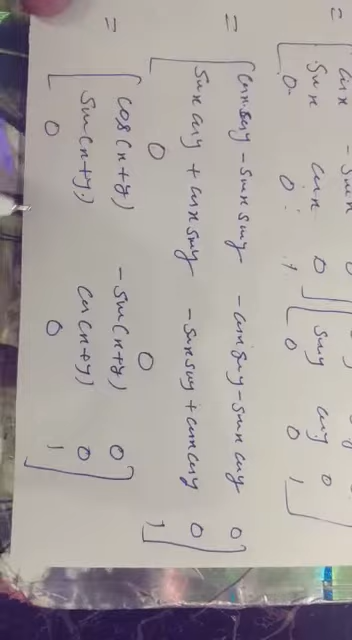 = [ cos x - sin x 0
sin x cos x 0
0 0 1 ] [
sin y cos y 0
0 0 1 ]
= [ cos x cos y - sin x sin y - cos x sin y - sin x cos y 0
sin x cos y + cos x sin y - sin x sin y + cos x cos y 0
0 0 1 ]
= [ cos(x+y) - sin(x+y) 0
sin(x+y) cos(x+y) 0
0 0 1 ]